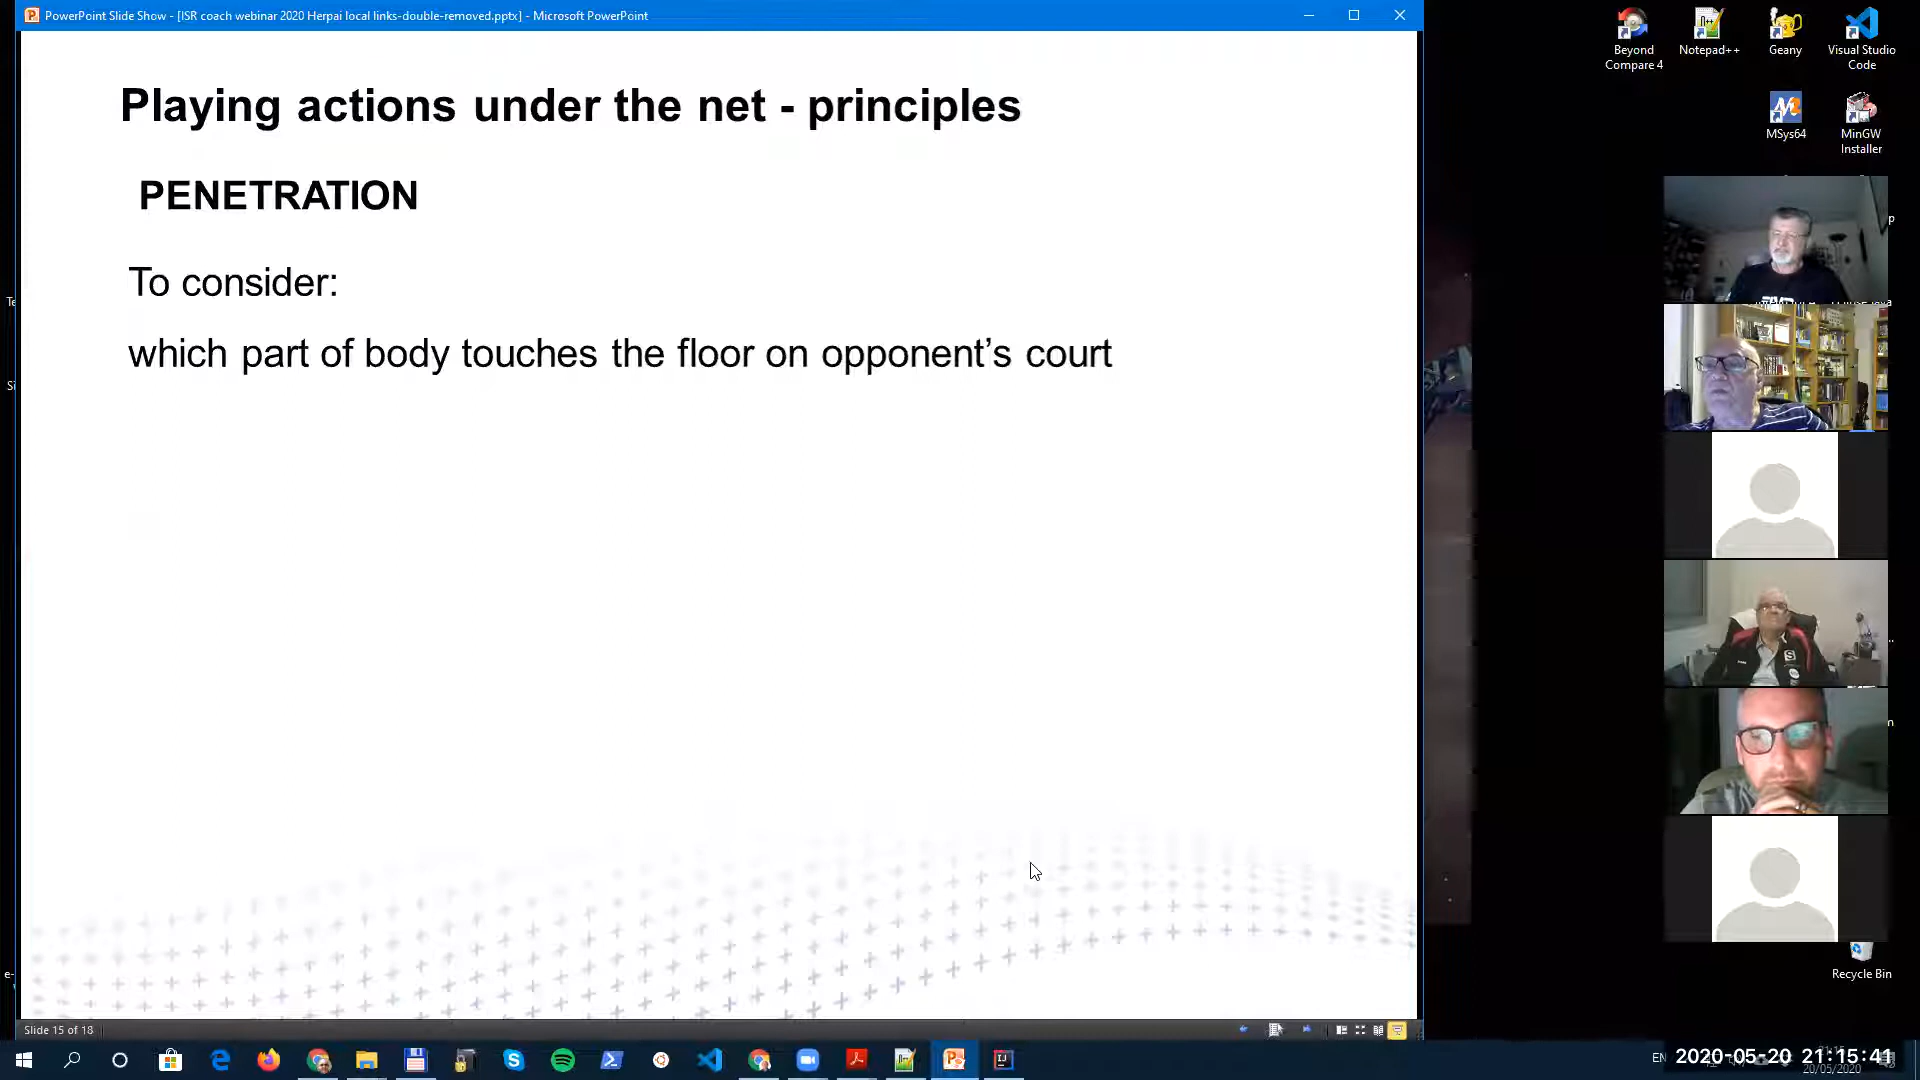 PowerPoint Slide Show - [ISR coach webinar 2020 Herpai local links-double-removed.pptx] - Microsoft PowerPoint
Playing actions under the net - principles
PENETRATION
To consider:
which part of body touches the floor on opponent’s court
Slide 15 of 18
Beyond
Compare 4
Notepad++
Geany
Visual Studio
Code
MSys64
MinGW
Installer
Recycle Bin
EN
2020-05-20 21:15:41
20/05/2020